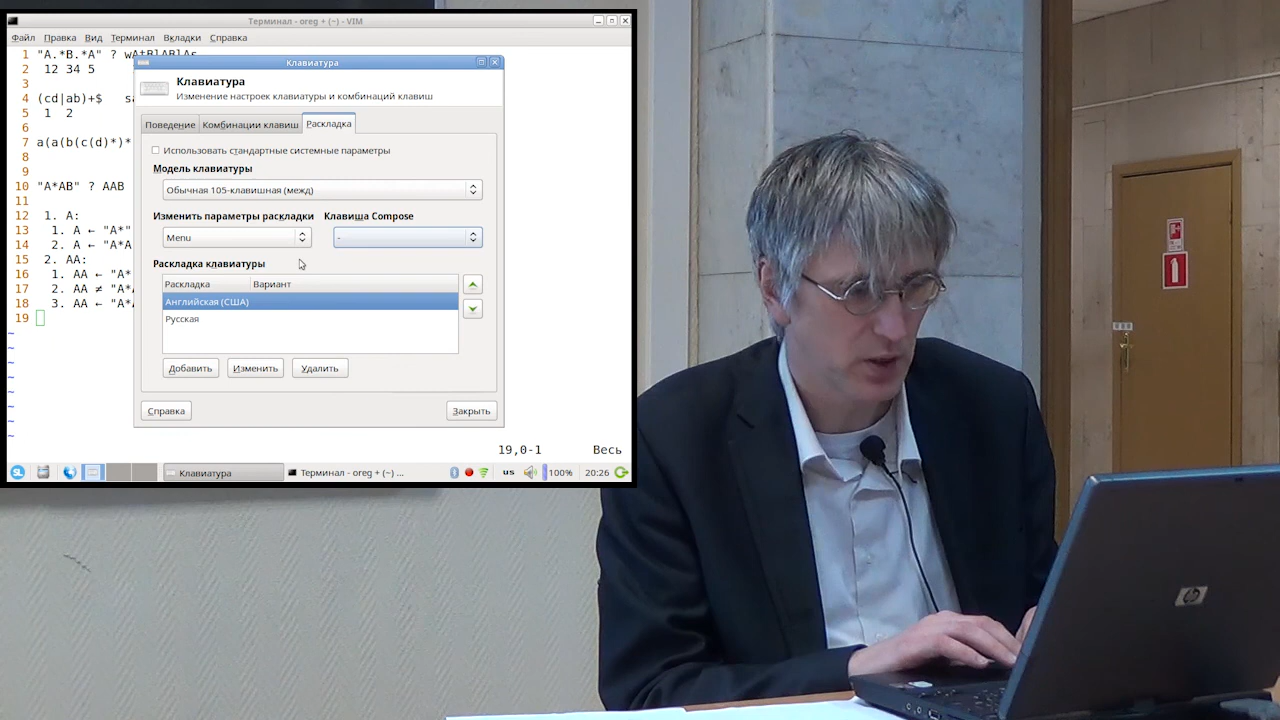 Терминал - oreg + (~) - VIM
Файл Правка Вид Терминал Вкладки Справка
1 "A.*B.*A" ? wAtBlABlAs
2 12 34 5
3
4 (cd|ab)+$ sa
5 1 2
6
7 a(a(b(c(d)*)*
8
9
10 "A*AB" ? AAB
11
12 1. A:
13 1. A ← "A*"
14 2. A ← "A*A
15 2. AA:
16 1. AA ← "A*
17 2. AA ≠ "A*
18 3. AA ← "A*
19
~
~
~
~
~
~
~
~
19,0-1 Весь
Клавиатура
Клавиатура
Изменение настроек клавиатуры и комбинаций клавиш
Поведение Комбинации клавиш Раскладка
Использовать стандартные системные параметры
Модель клавиатуры
Обычная 105-клавишная (межд)
Изменить параметры раскладки Клавиша Compose
Menu -
Раскладка клавиатуры
Раскладка Вариант
Английская (США)
Русская
Добавить Изменить Удалить
Справка Закрыть
SL Клавиатура Терминал - oreg + (~) ... us 100% 20:26
hp